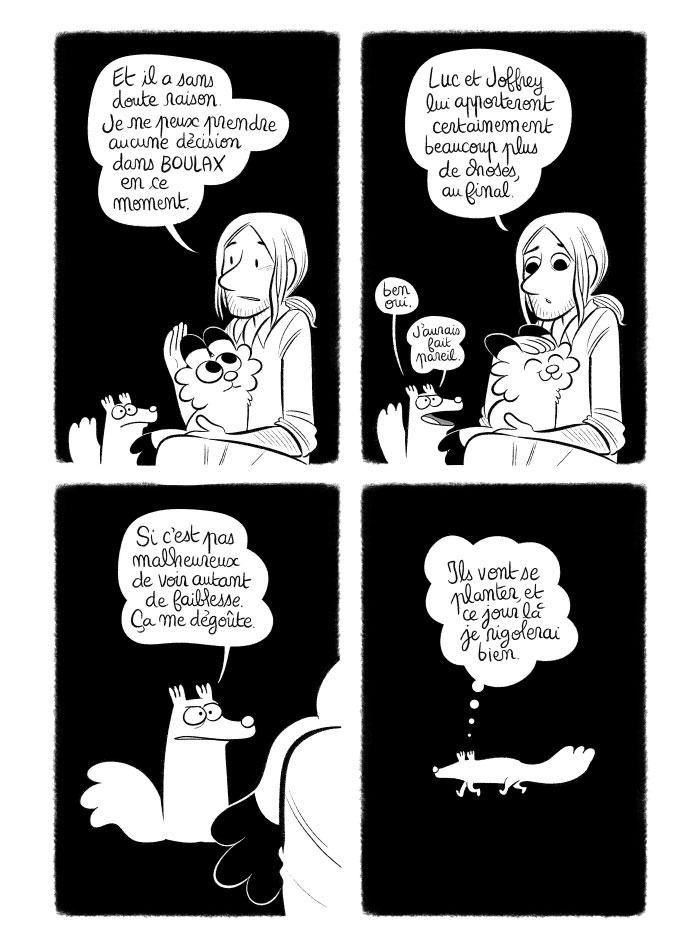 Et il a sans
doute raison.
Je ne peux prendre
aucune décision
dans BOULAX
en ce
moment.
Luc et Joffrey
lui apporteront
certainement
beaucoup plus
de choses,
au final.
ben
oui.
J'aurais
fait
pareil.
Si c'est pas
malheureux
de voir autant
de faiblesse.
Ça me dégoûte.
Ils vont se
planter, et
ce jour là
je rigolerai
bien.